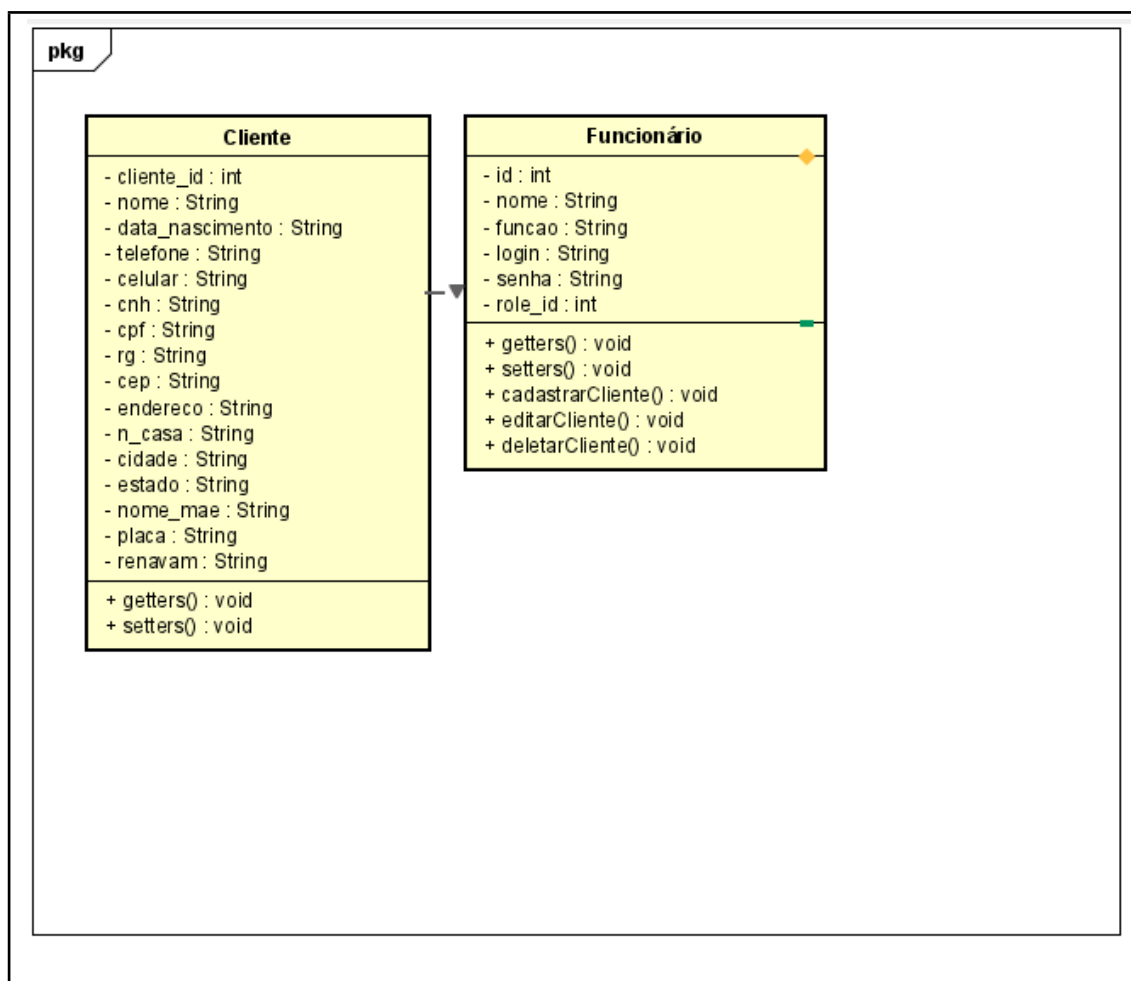 pkg
Cliente
- cliente_id : int
- nome : String
- data_nascimento : String
- telefone : String
- celular : String
- cnh : String
- cpf : String
- rg : String
- cep : String
- endereco : String
- n_casa : String
- cidade : String
- estado : String
- nome_mae : String
- placa : String
- renavam : String
+ getters() : void
+ setters() : void
Funcionário
- id : int
- nome : String
- funcao : String
- login : String
- senha : String
- role_id : int
+ getters() : void
+ setters() : void
+ cadastrarCliente() : void
+ editarCliente() : void
+ deletarCliente() : void